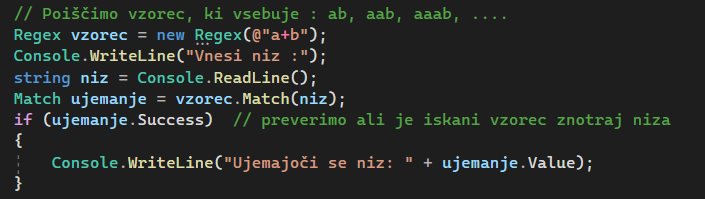 // Poiščimo vzorec, ki vsebuje : ab, aab, aaab, ....
Regex vzorec = new Regex(@"a+b");
Console.WriteLine("Vnesi niz :");
string niz = Console.ReadLine();
Match ujemanje = vzorec.Match(niz);
if (ujemanje.Success)  // preverimo ali je iskani vzorec znotraj niza
{
    Console.WriteLine("Ujemajoči se niz: " + ujemanje.Value);
}